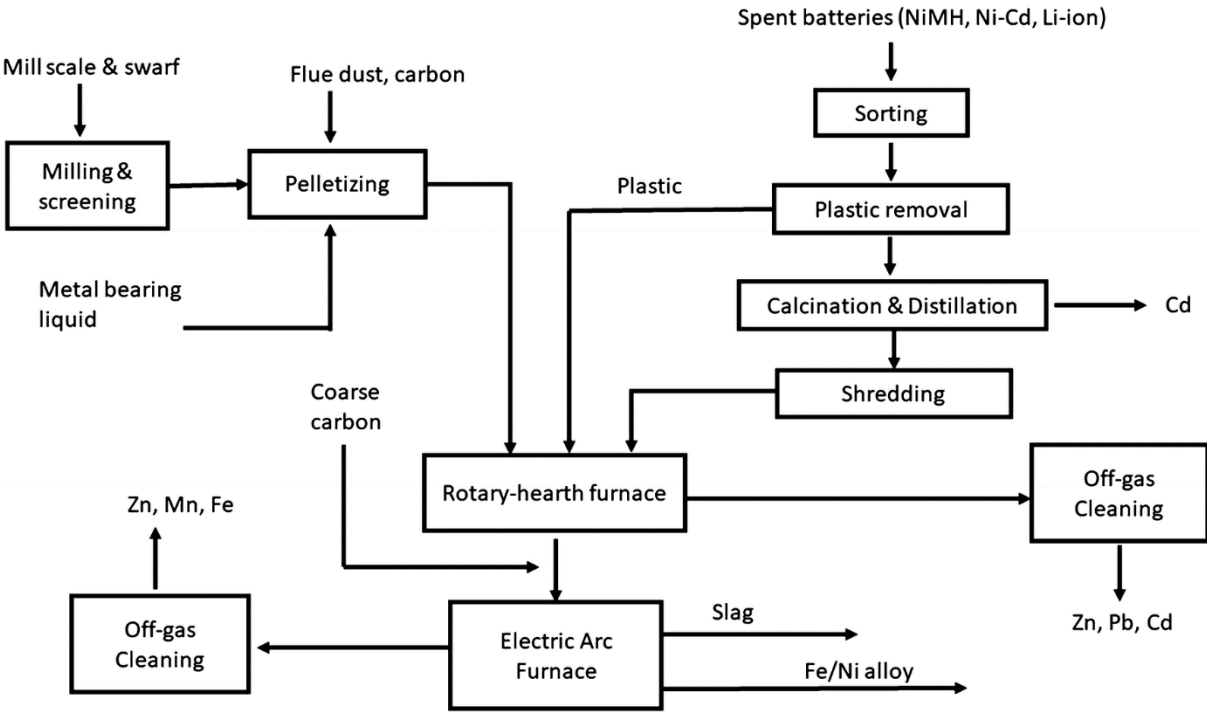 Spent batteries (NiMH, Ni-Cd, Li-ion)
Mill scale & swarf
Flue dust, carbon
Sorting
Milling &
screening
Pelletizing
Plastic
Plastic removal
Metal bearing
liquid
Calcination & Distillation
Cd
Shredding
Coarse
carbon
Rotary-hearth furnace
Off-gas
Cleaning
Zn, Mn, Fe
Zn, Pb, Cd
Off-gas
Cleaning
Electric Arc
Furnace
Slag
Fe/Ni alloy